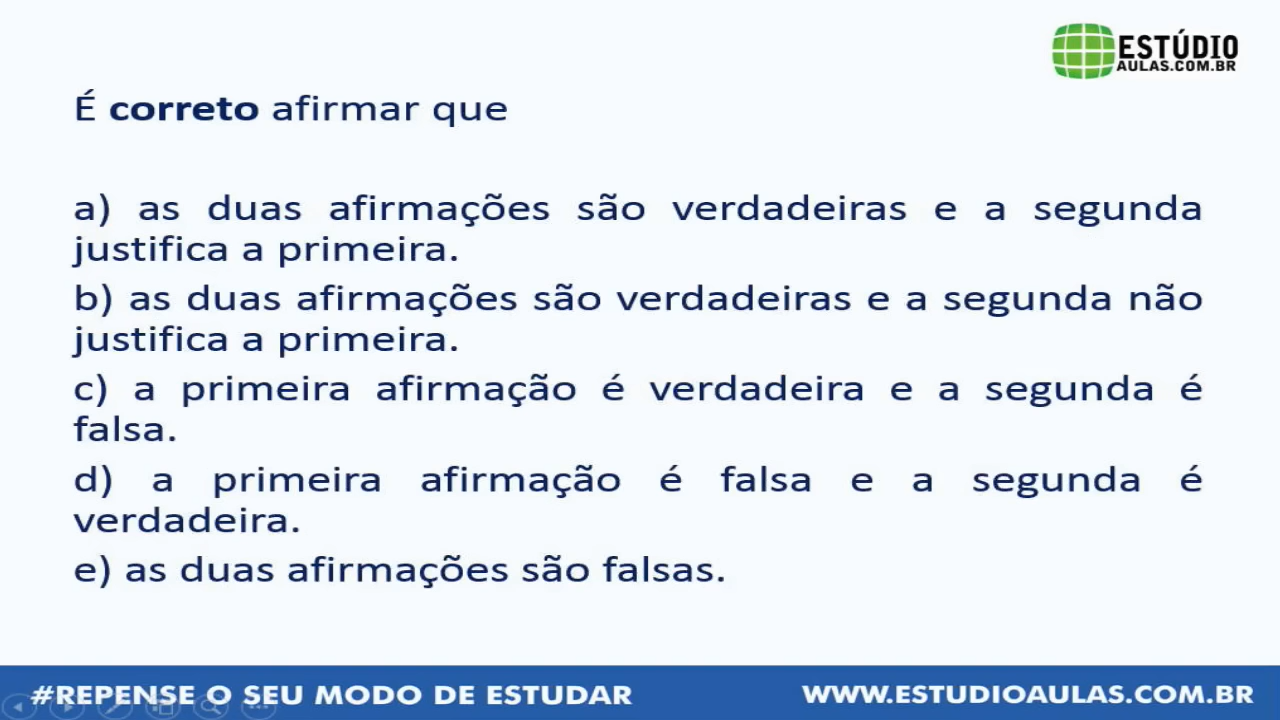 ESTÚDIO
AULAS.COM.BR
É correto afirmar que
a) as duas afirmações são verdadeiras e a segunda
justifica a primeira.
b) as duas afirmações são verdadeiras e a segunda não
justifica a primeira.
c) a primeira afirmação é verdadeira e a segunda é
falsa.
d) a primeira afirmação é falsa e a segunda é
verdadeira.
e) as duas afirmações são falsas.
#REPENSE O SEU MODO DE ESTUDAR
WWW.ESTUDIOAULAS.COM.BR